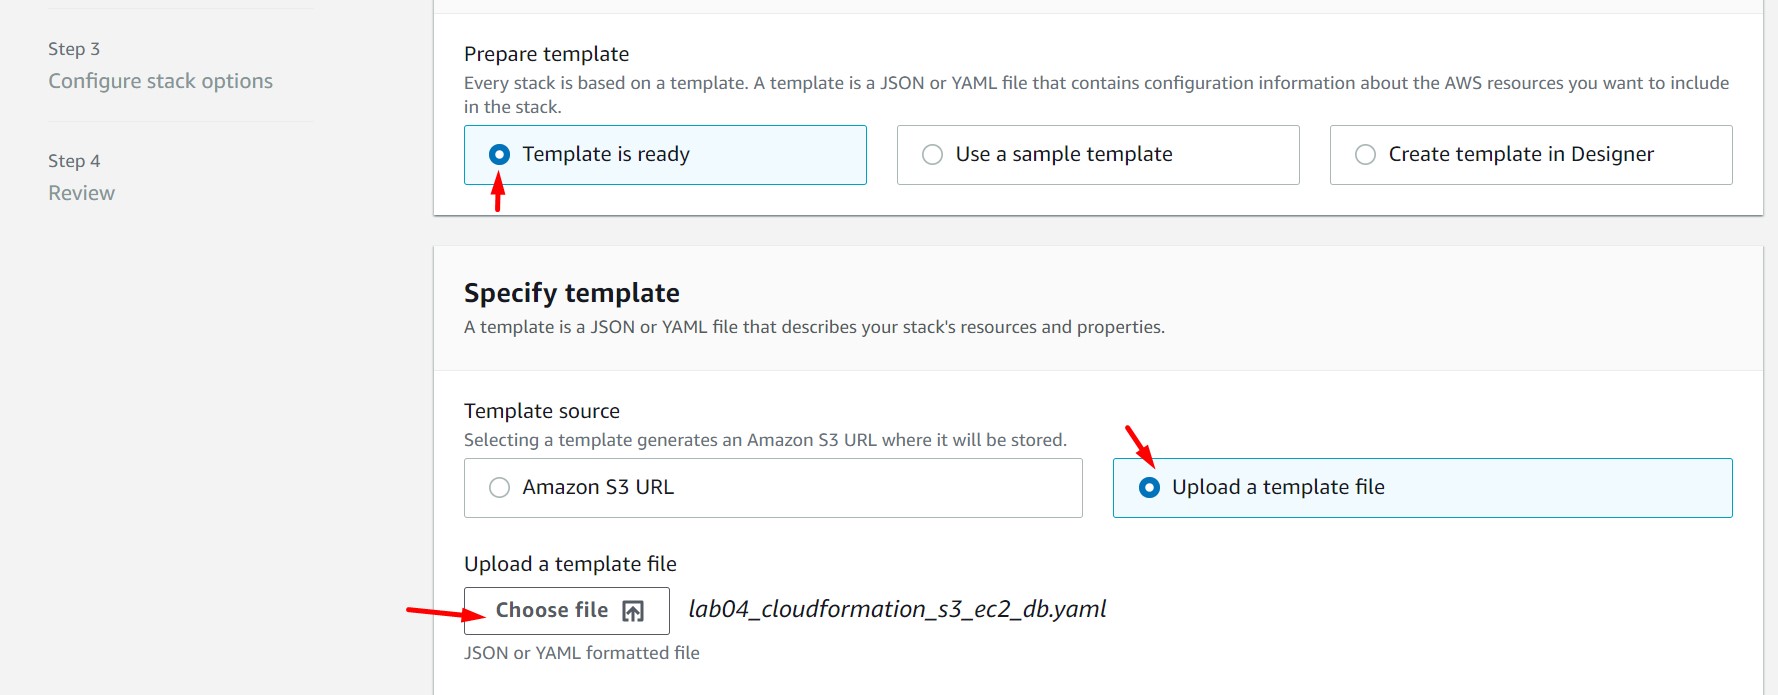 Step 3
Configure stack options
Step 4
Review
Prepare template
Every stack is based on a template. A template is a JSON or YAML file that contains configuration information about the AWS resources you want to include
in the stack.
Template is ready
Use a sample template
Create template in Designer
Specify template
A template is a JSON or YAML file that describes your stack's resources and properties.
Template source
Selecting a template generates an Amazon S3 URL where it will be stored.
Amazon S3 URL
Upload a template file
Upload a template file
Choose file
lab04_cloudformation_s3_ec2_db.yaml
JSON or YAML formatted file